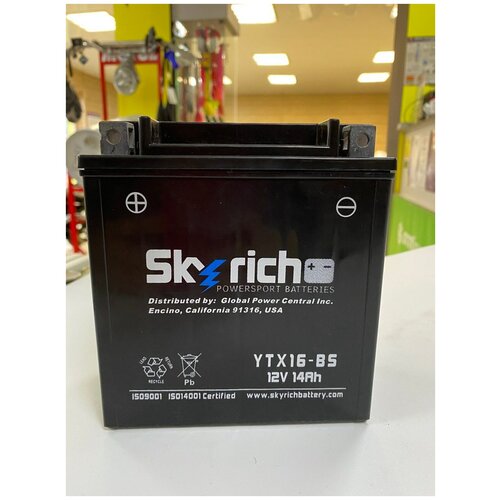 Skyrich
POWERSPORT BATTERIES
Distributed by: Global Power Central Inc.
Encino, California 91316, USA
YTX16-BS
12V 14Ah
RECYCLE
Pb
ISO9001 ISO14001 Certified
www.skyrichbattery.com